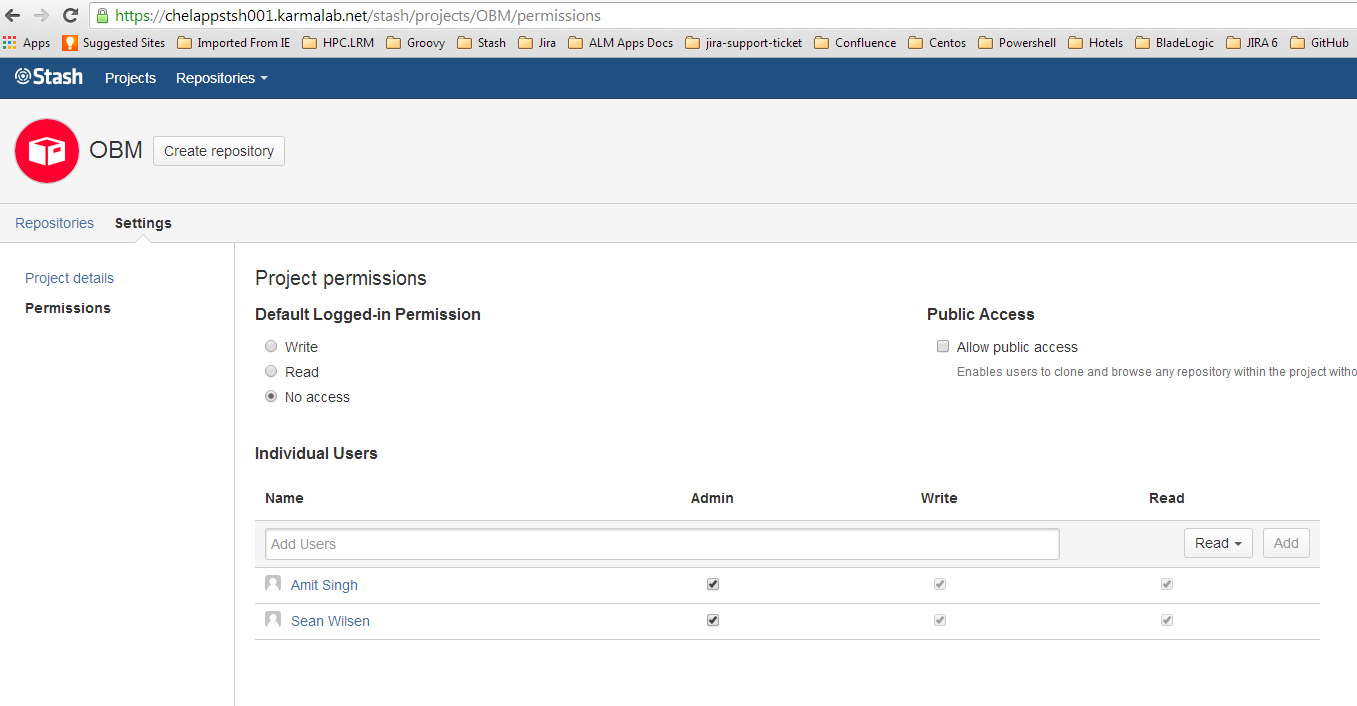 https://chelappstsh001.karmalab.net/stash/projects/OBM/permissions
Apps Suggested Sites Imported From IE HPC.LRM Groovy Stash Jira ALM Apps Docs jira-support-ticket Confluence Centos Powershell Hotels BladeLogic JIRA 6 GitHub
Stash Projects Repositories
OBM Create repository
Repositories Settings
Project details
Permissions
Project permissions
Default Logged-in Permission
Write
Read
No access
Public Access
Allow public access
Enables users to clone and browse any repository within the project witho
Individual Users
Name Admin Write Read
Add Users Read Add
Amit Singh
Sean Wilsen